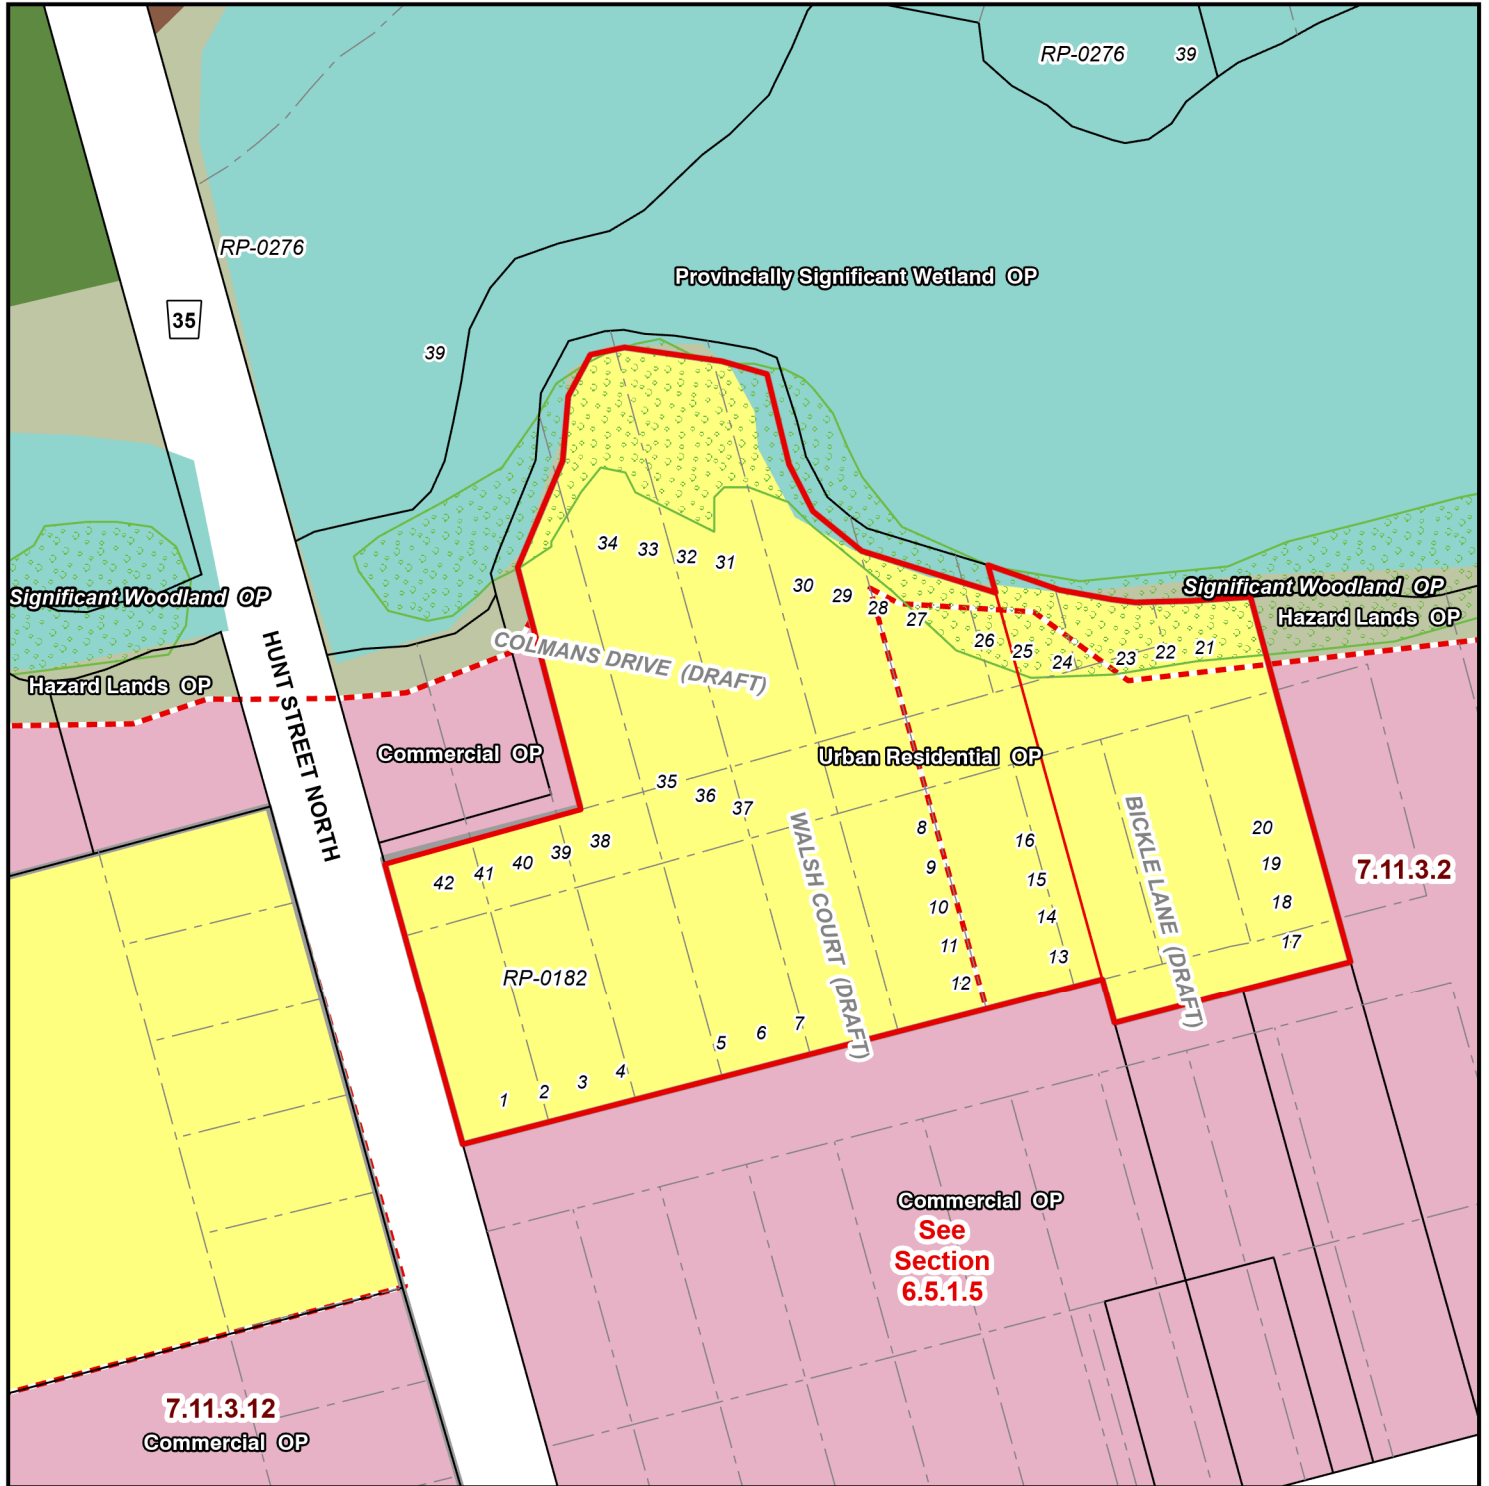 RP-0276 39
RP-0276
Provincially Significant Wetland OP
35
39
34 33 32 31
30 29 28 27
26 25 24 23 22 21
Significant Woodland OP
Significant Woodland OP
Hazard Lands OP
Hazard Lands OP
COLMANS DRIVE (DRAFT)
HUNT STREET NORTH
Commercial OP
Urban Residential OP
35 36 37
38 39 40 41 42
WALSH COURT (DRAFT)
BICKLE LANE (DRAFT)
8
9
10
11
12
16
15
14
13
20
19
18
17
7.11.3.2
RP-0182
1 2 3 4 5 6 7
Commercial OP
See
Section
6.5.1.5
7.11.3.12
Commercial OP